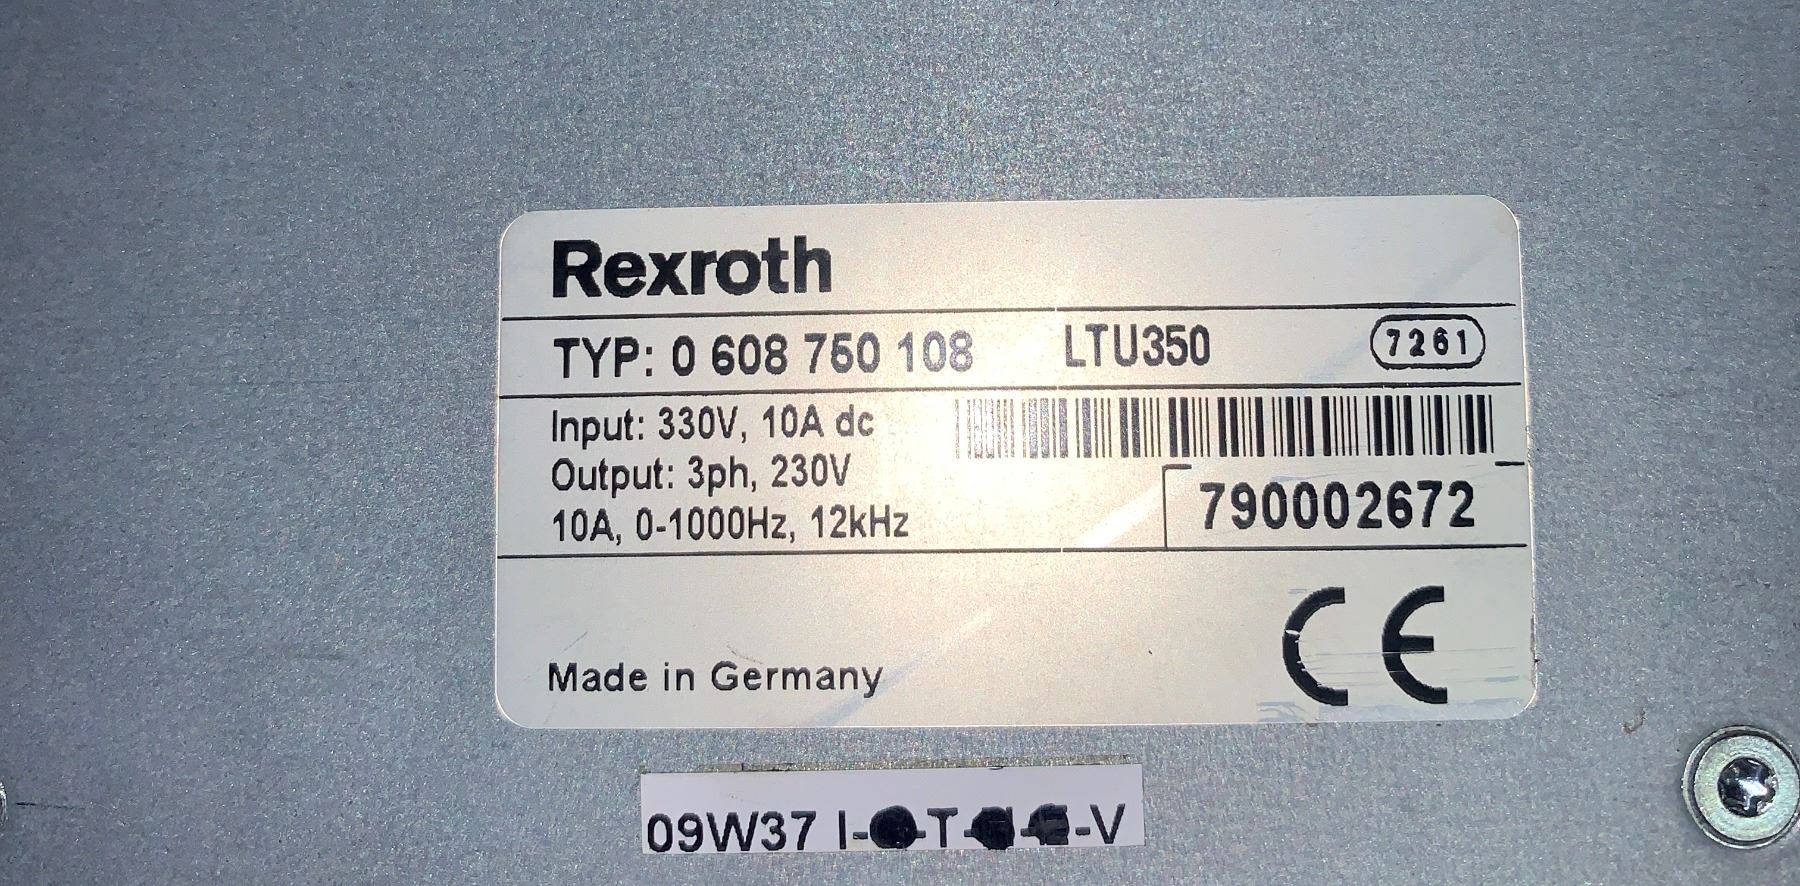 Rexroth
TYP: 0 608 750 108 LTU350 7261
Input: 330V, 10A dc
Output: 3ph, 230V
10A, 0-1000Hz, 12kHz
790002672
Made in Germany
CE
09W37 I- -T- - -V